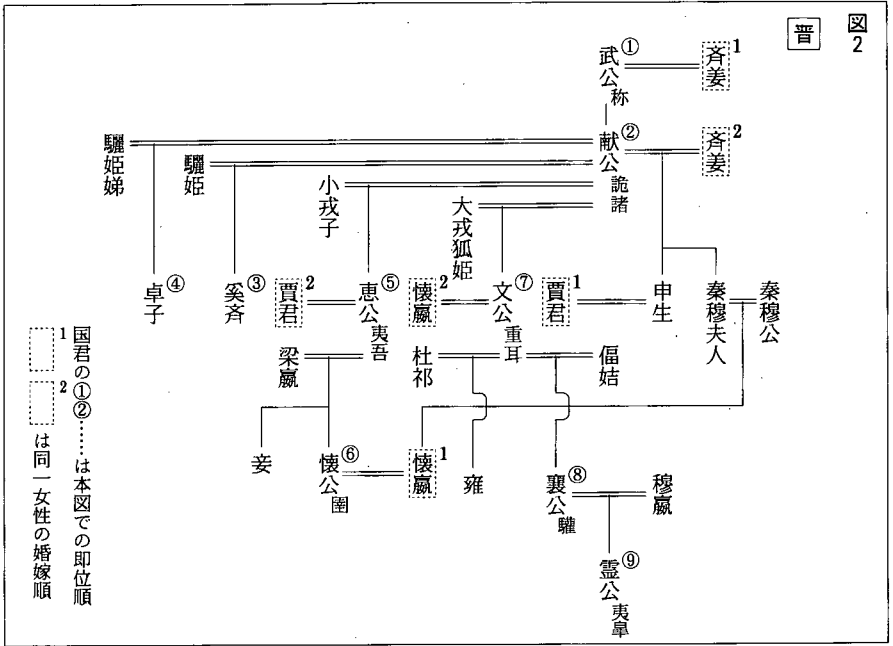 図2
晋
斉姜 1
① 武公 称
斉姜 2
② 献公 詭諸
驪姫
驪姫娣
小戎子
大戎狐姫
秦穆公
秦穆夫人
申生
賈君 1
⑦ 文公 重耳
懐嬴 2
⑤ 恵公 夷吾
賈君 2
③ 奚斉
④ 卓子
偪姞
杜祁
梁嬴
穆嬴
⑧ 襄公 驩
雍
懐嬴 1
⑥ 懐公 圉
妾
⑨ 霊公 夷皐
国君の①②……は本図での即位順
1 2 は同一女性の婚嫁順